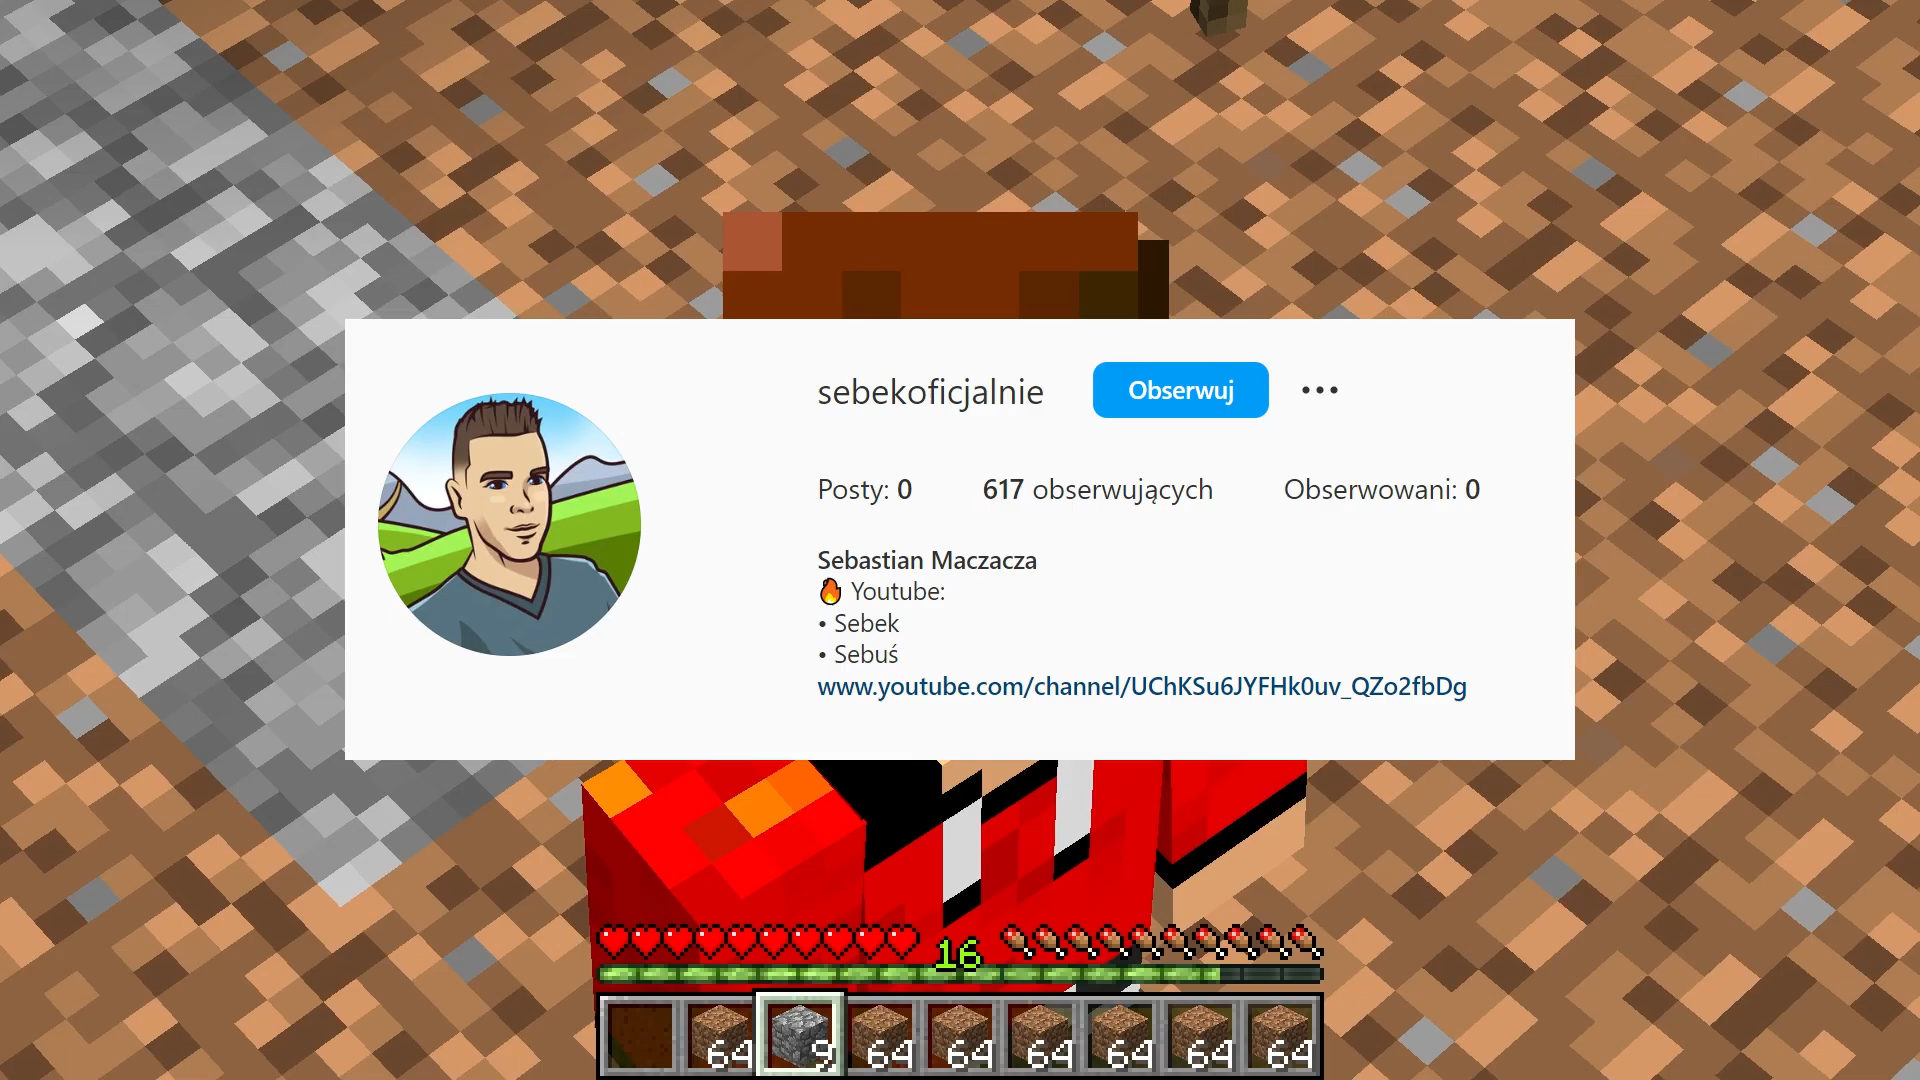 sebekoficjalnie Obserwuj
Posty: 0 617 obserwujących Obserwowani: 0
Sebastian Maczacza
🔥 Youtube:
• Sebek
• Sebuś
www.youtube.com/channel/UChKSu6JYFHk0uv_QZo2fbDg
16
64 9 64 64 64 64 64 64